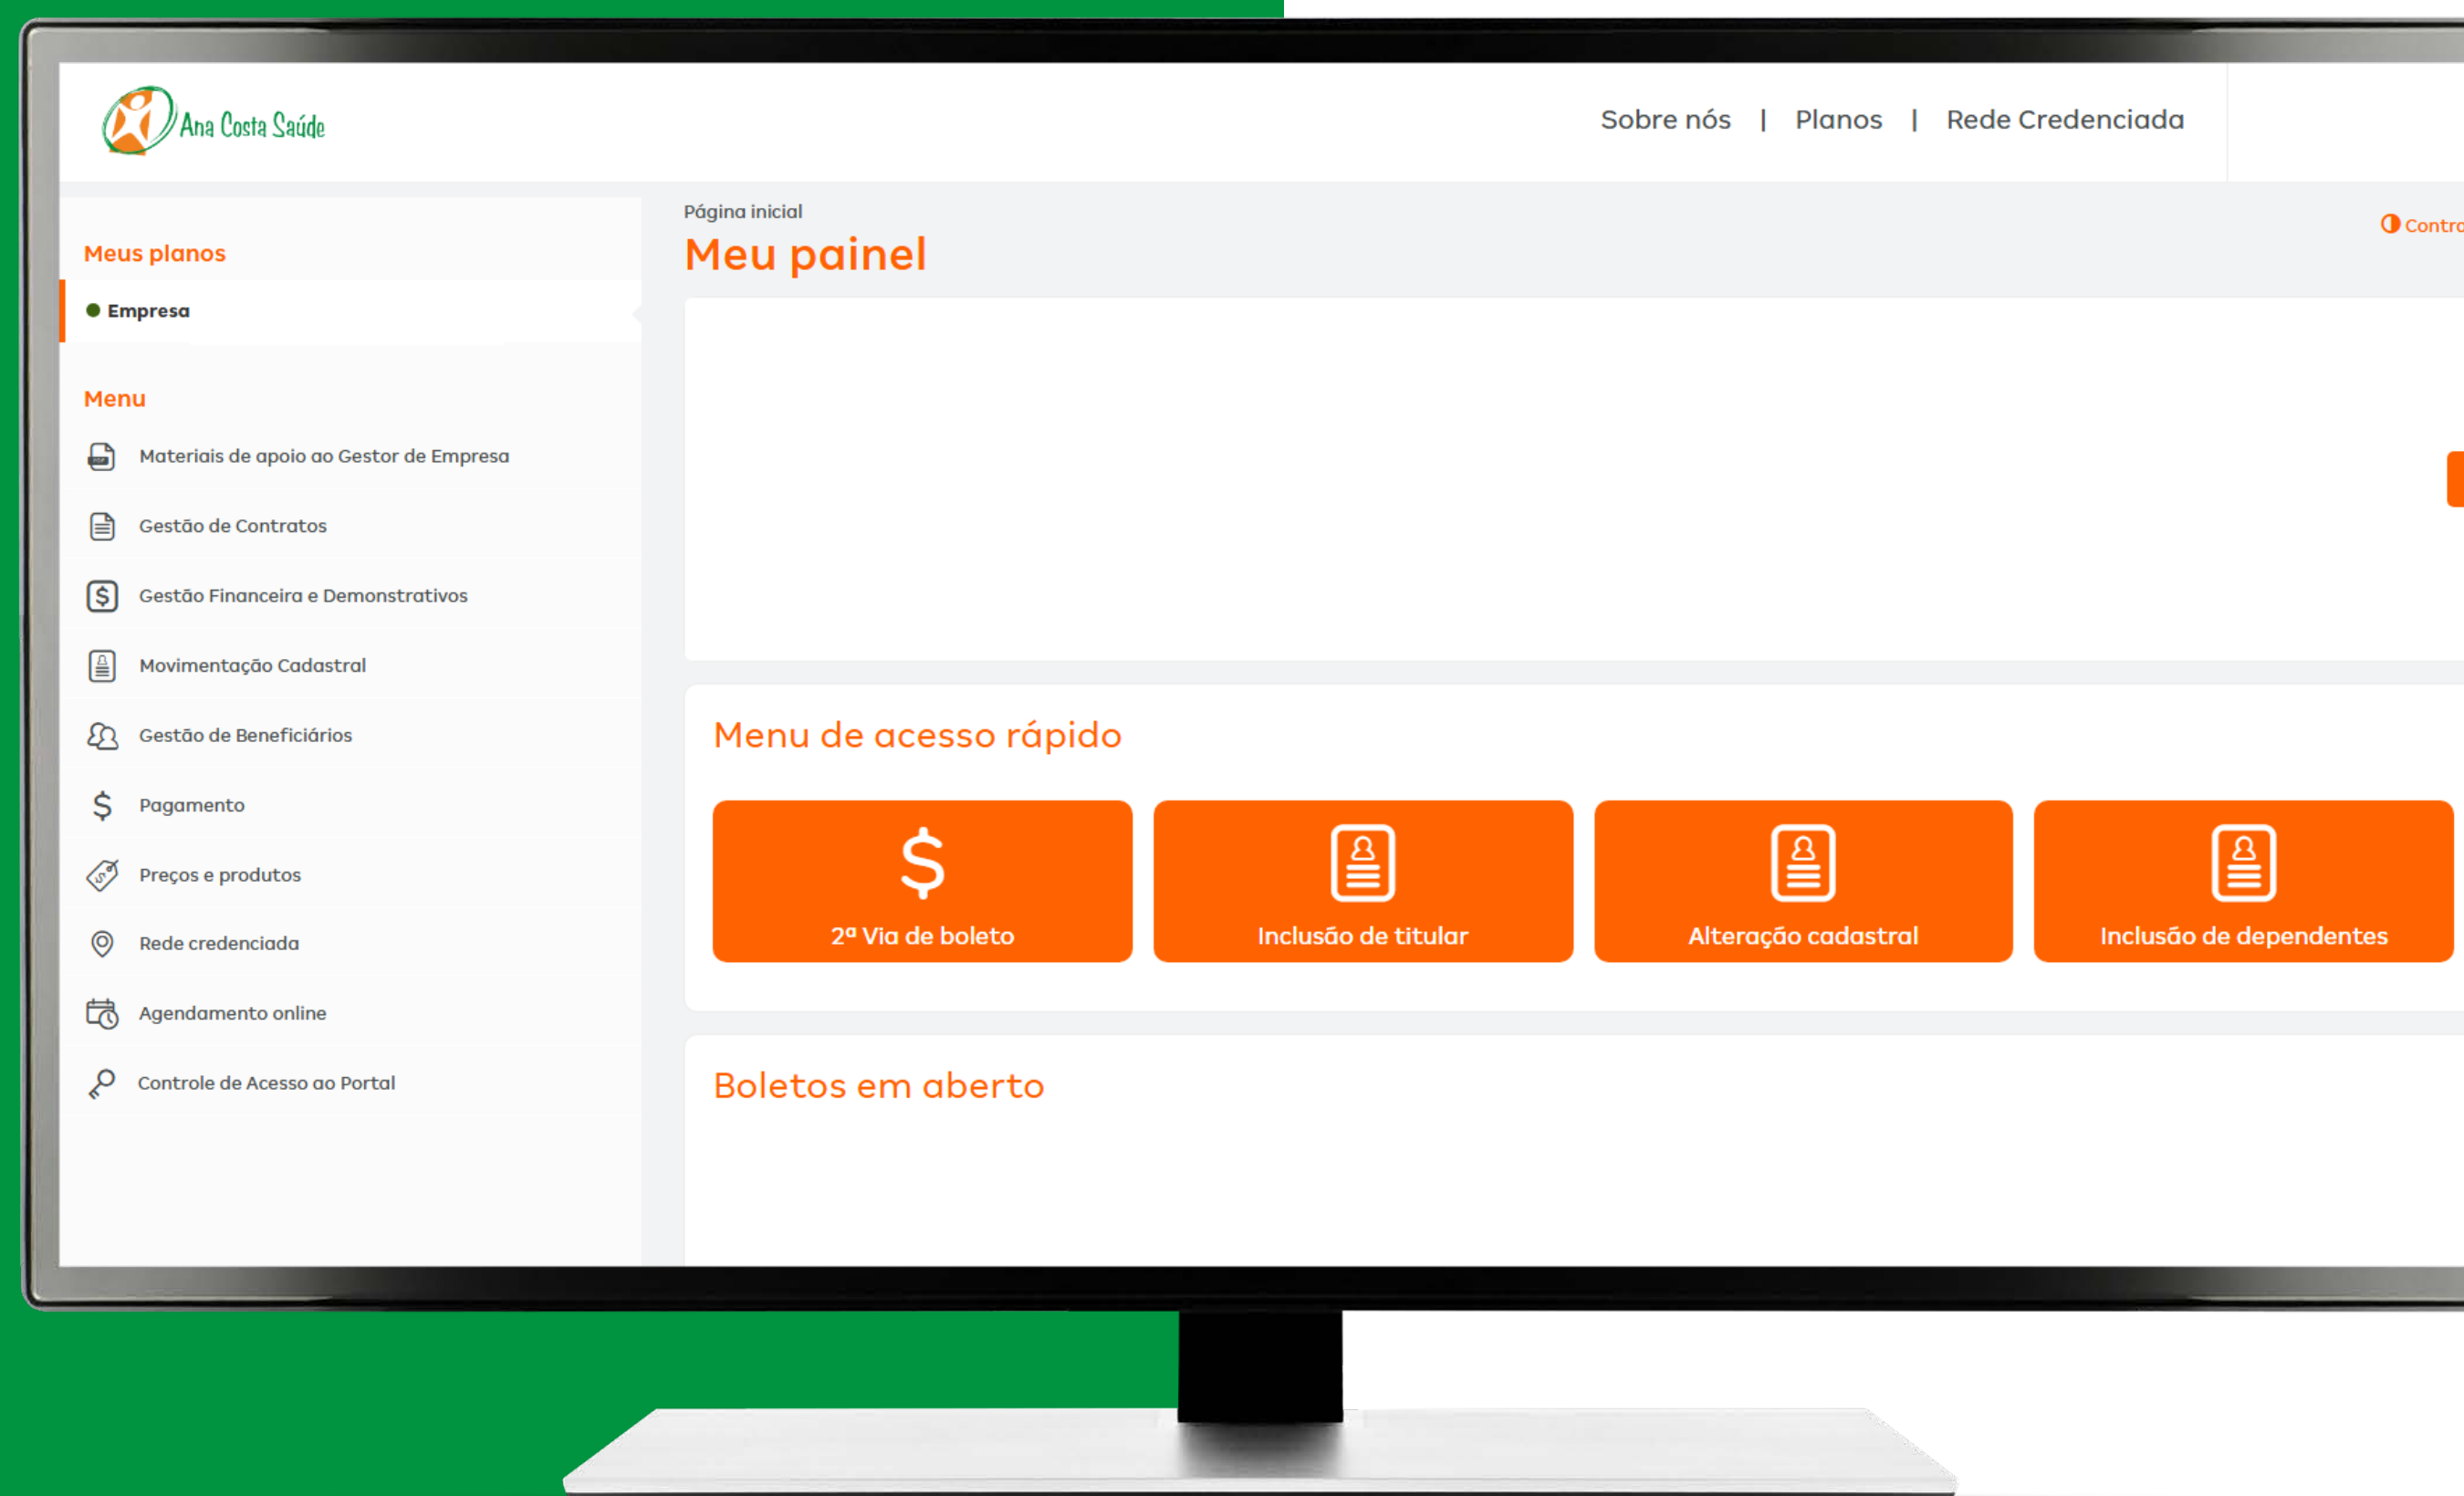 Ana Costa Saúde
Sobre nós | Planos | Rede Credenciada
Página inicial
Meu painel
Meus planos
Empresa
Menu
Materiais de apoio ao Gestor de Empresa
Gestão de Contratos
Gestão Financeira e Demonstrativos
Movimentação Cadastral
Gestão de Beneficiários
Pagamento
Preços e produtos
Rede credenciada
Agendamento online
Controle de Acesso ao Portal
Menu de acesso rápido
2ª Via de boleto
Inclusão de titular
Alteração cadastral
Inclusão de dependentes
Boletos em aberto